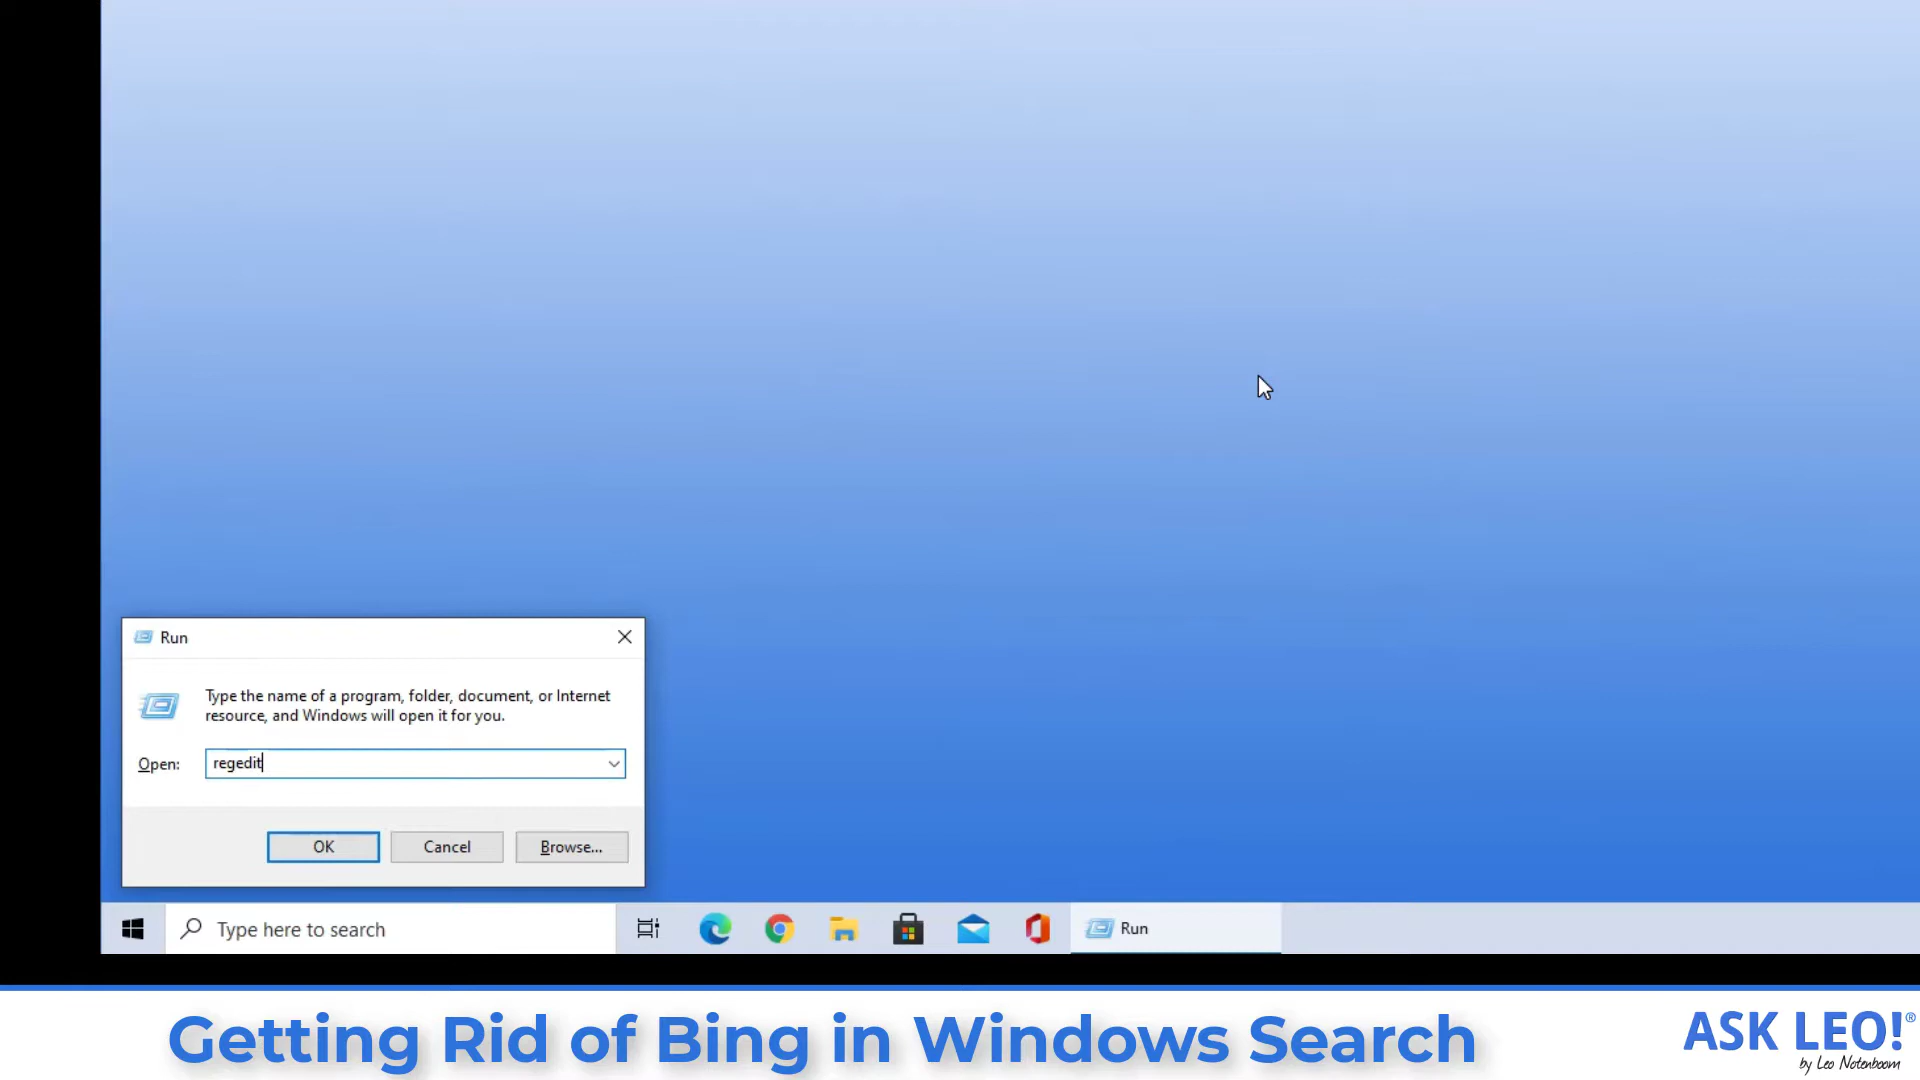 Run
Type the name of a program, folder, document, or Internet
resource, and Windows will open it for you.
Open: regedit
OK Cancel Browse...
Type here to search
Run
Getting Rid of Bing in Windows Search
ASK LEO!®
by Leo Notenboom